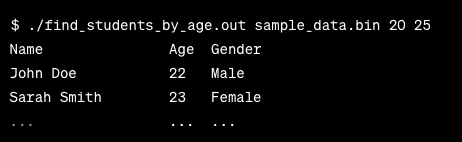 $ ./find_students_by_age.out sample_data.bin 20 25
Name Age Gender
John Doe 22 Male
Sarah Smith 23 Female
... ... ...